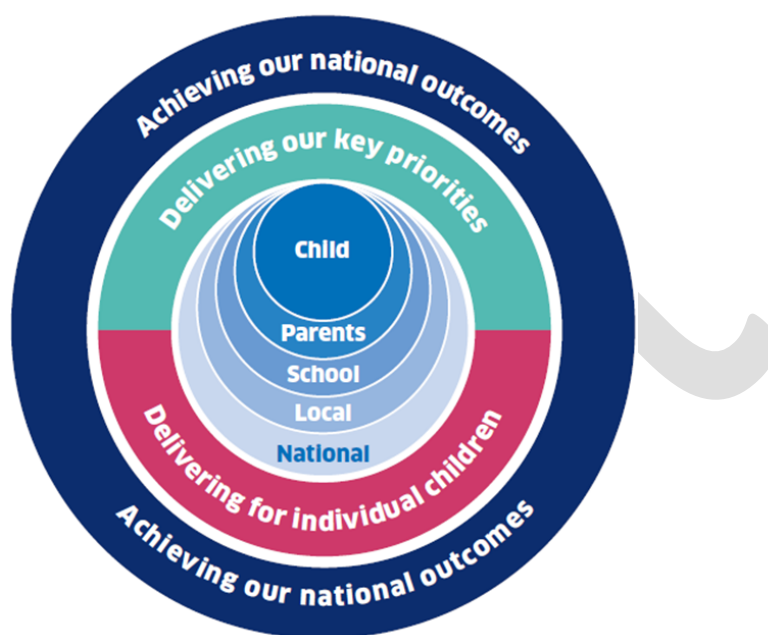 Achieving our national outcomes
Delivering our key priorities
Child
Parents
School
Local
National
Delivering for individual children
Achieving our national outcomes